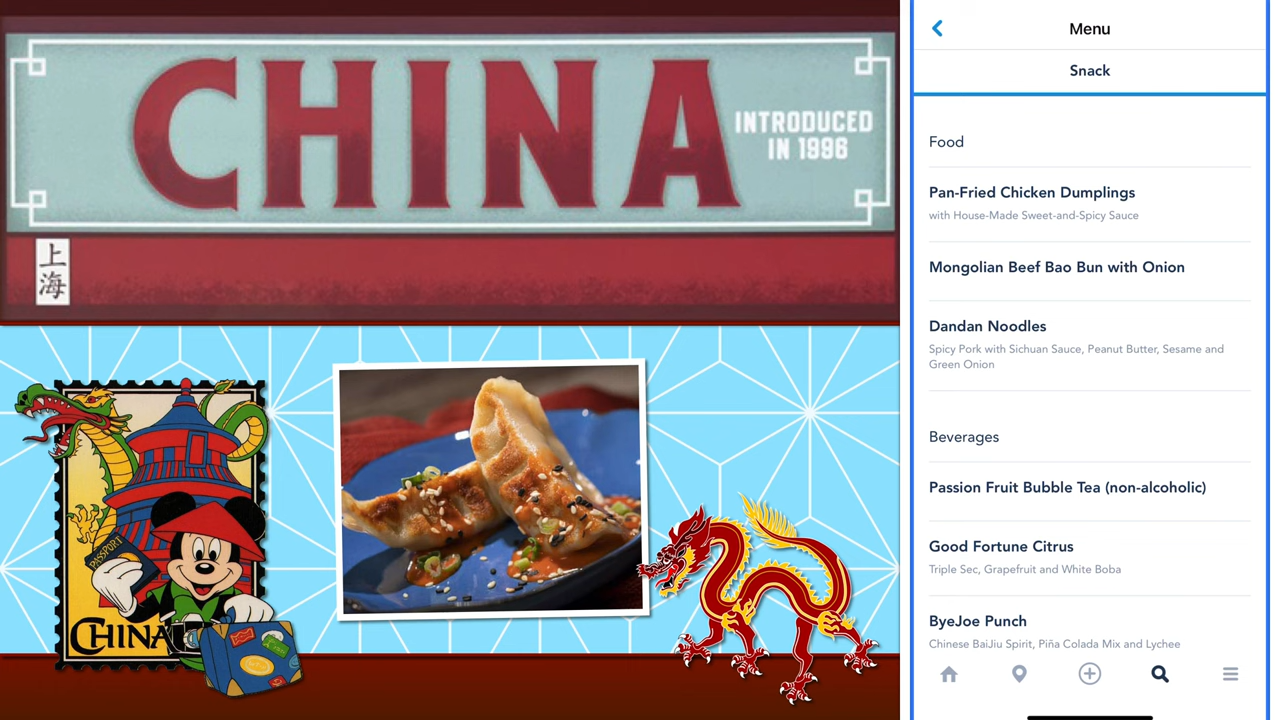 CHINA
INTRODUCED
IN 1996
上
海
PASSPORT
CHINA
Menu
Snack
Food
Pan-Fried Chicken Dumplings
with House-Made Sweet-and-Spicy Sauce
Mongolian Beef Bao Bun with Onion
Dandan Noodles
Spicy Pork with Sichuan Sauce, Peanut Butter, Sesame and
Green Onion
Beverages
Passion Fruit Bubble Tea (non-alcoholic)
Good Fortune Citrus
Triple Sec, Grapefruit and White Boba
ByeJoe Punch
Chinese BaiJiu Spirit, Piña Colada Mix and Lychee